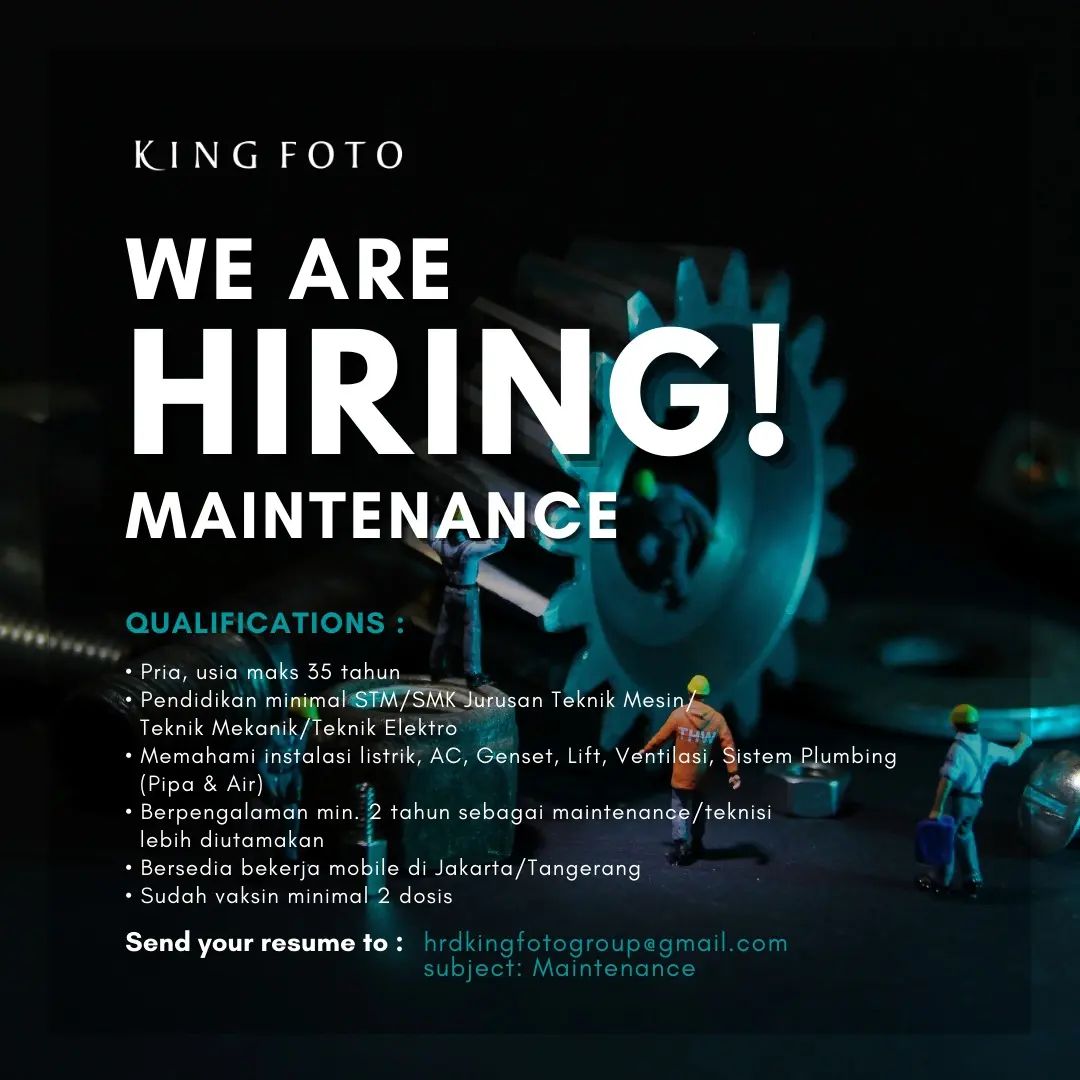 KING FOTO
WE ARE
HIRING!
MAINTENANCE
QUALIFICATIONS :
• Pria, usia maks 35 tahun
• Pendidikan minimal STM/SMK Jurusan Teknik Mesin/
Teknik Mekanik/Teknik Elektro
• Memahami instalasi listrik, AC, Genset, Lift, Ventilasi, Sistem Plumbing
(Pipa & Air)
• Berpengalaman min. 2 tahun sebagai maintenance/teknisi
lebih diutamakan
• Bersedia bekerja mobile di Jakarta/Tangerang
• Sudah vaksin minimal 2 dosis
Send your resume to : hrdkingfotogroup@gmail.com
subject: Maintenance
THW